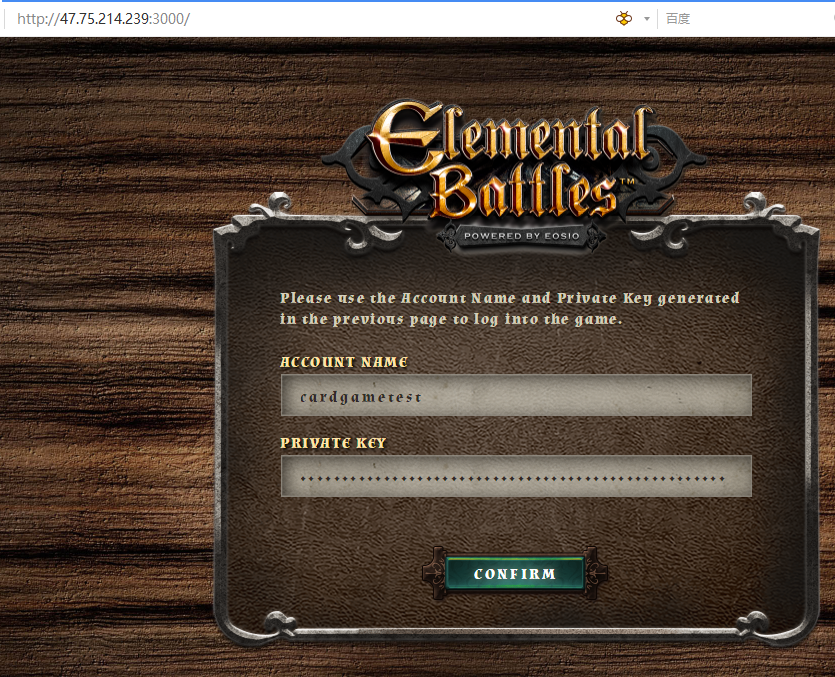 http://47.75.214.239:3000/
百度
Elemental
Battles™
POWERED BY EOSIO
Please use the Account Name and Private Key generated
in the previous page to log into the game.
ACCOUNT NAME
cardgametest
PRIVATE KEY
CONFIRM